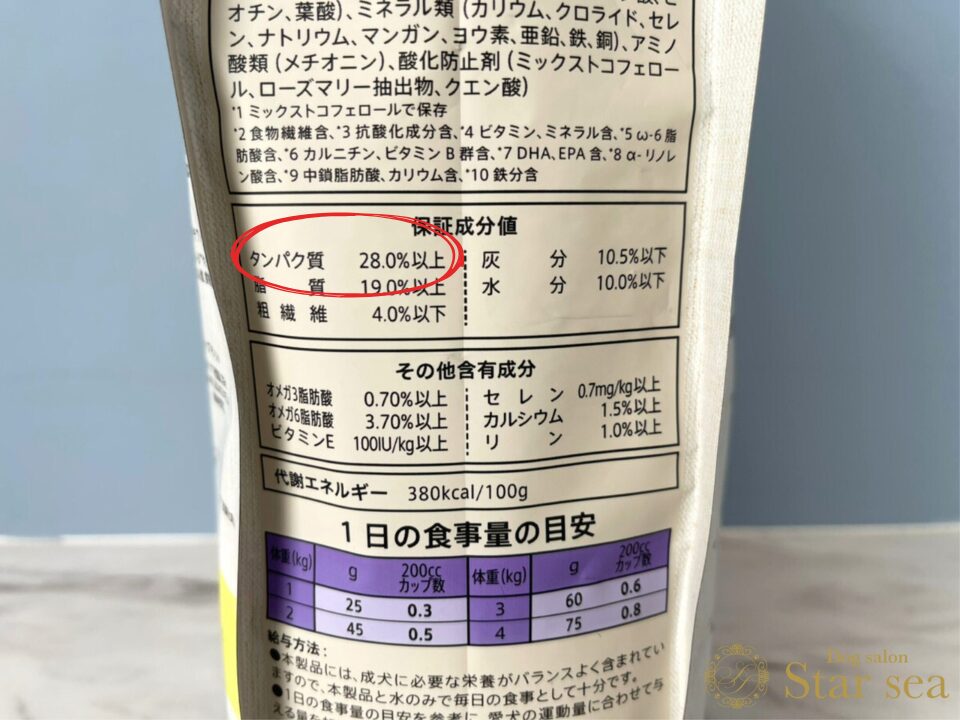 オチン、葉酸)、ミネラル類(カリウム、クロライド、セレ
ン、ナトリウム、マンガン、ヨウ素、亜鉛、鉄、銅)、アミノ
酸類(メチオニン)、酸化防止剤(ミックストコフェロー
ル、ローズマリー抽出物、クエン酸)
*1 ミックストコフェロールで保存
*2 食物繊維含、*3 抗酸化成分含、*4 ビタミン、ミネラル含、*5 ω-6 脂
肪酸含、*6 カルニチン、ビタミン B 群含、*7 DHA、EPA 含、*8 α-リノレ
ン酸含、*9 中鎖脂肪酸、カリウム含、*10 鉄分含
保証成分値
タンパク質 28.0%以上 灰分 10.5%以下
脂質 19.0%以上 水分 10.0%以下
粗繊維 4.0%以下
その他含有成分
オメガ3脂肪酸 0.70%以上 セレン 0.7mg/kg以上
オメガ6脂肪酸 3.70%以上 カルシウム 1.5%以上
ビタミンE 100IU/kg以上 リン 1.0%以上
代謝エネルギー 380kcal/100g
1日の食事量の目安
体重(kg) g 200cc カップ数 体重(kg) g 200cc カップ数
1 25 0.3 3 60 0.6
2 45 0.5 4 75 0.8
給与方法:
●本製品には、成犬に必要な栄養がバランスよく含まれてい
ますので、本製品と水のみで毎日の食事として十分です。
●1日の食事量の目安を参考に、愛犬の運動量に合わせて与
Dog salon
Star sea